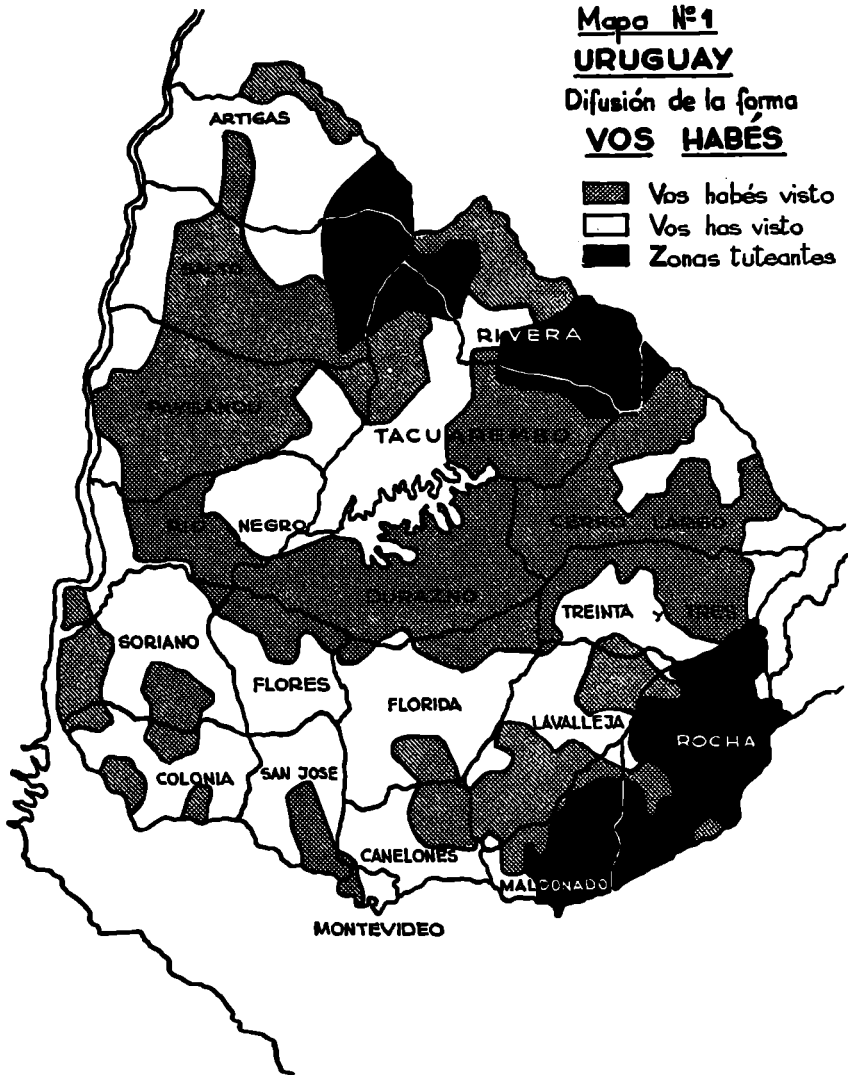 Mapa Nº 1
URUGUAY
Difusión de la forma
VOS HABÉS
Vos habés visto
Vos has visto
Zonas tuteantes
ARTIGAS
SALTO
RIVERA
PAYSANDU
TACUAREMBO
RIO NEGRO
CERRO LARGO
DURAZNO
TREINTA Y TRES
SORIANO
FLORES
FLORIDA
LAVALLEJA
ROCHA
COLONIA
SAN JOSE
CANELONES
MALDONADO
MONTEVIDEO